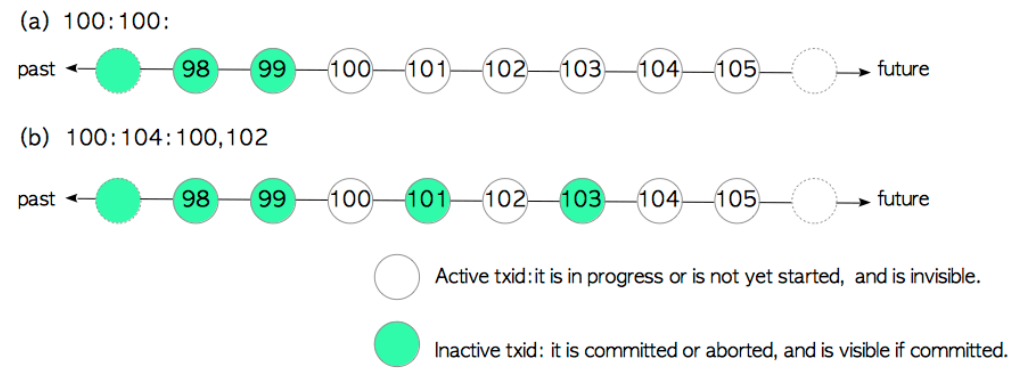 (a) 100:100:
past 98 99 100 101 102 103 104 105 future
(b) 100:104:100,102
past 98 99 100 101 102 103 104 105 future
Active txid:it is in progress or is not yet started, and is invisible.
Inactive txid: it is committed or aborted, and is visible if committed.